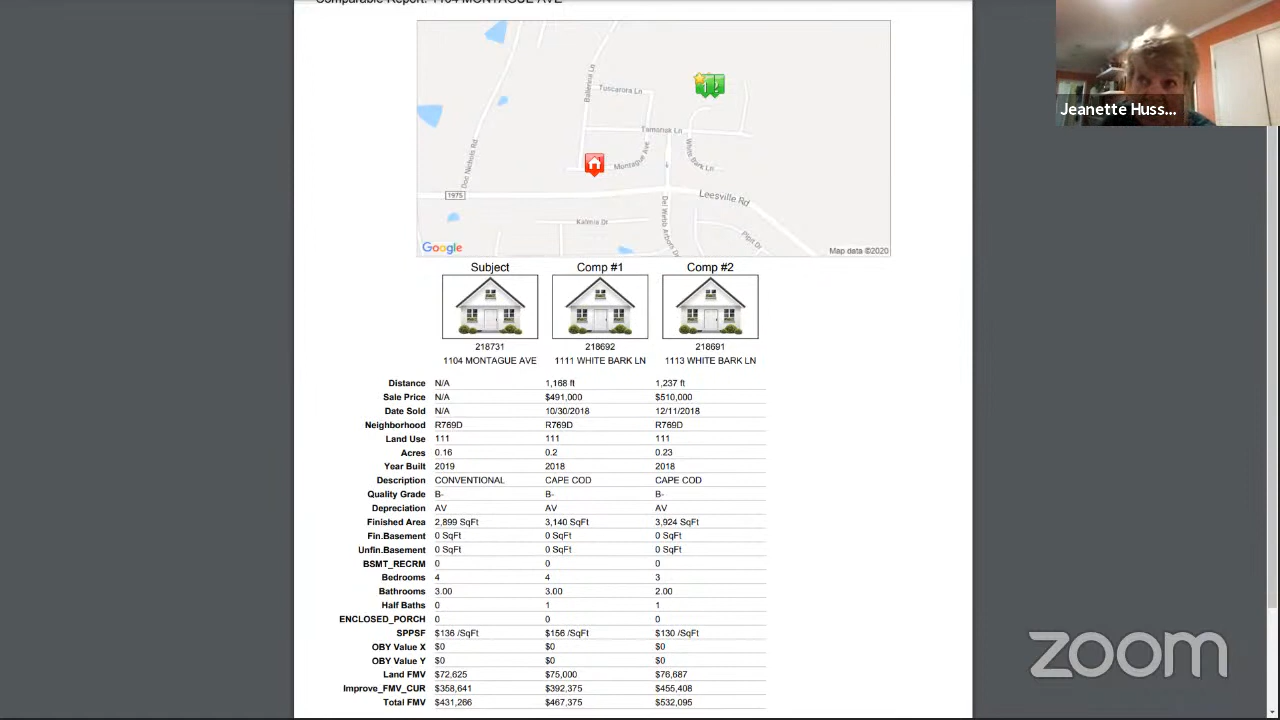 Comparable Report: 1104 MONTAGUE AVE
Jeanette Huss...
Ballerina Ln
Tuscarora Ln
Tamarisk Ln
Don Nichols Rd
Montague Ave
White Bark Ln
1975
Leesville Rd
Kalmia Dr
Del Webb Arbors Dr
Pipit Dr
Google
Map data ©2020
Subject Comp #1 Comp #2
218731 218692 218691
1104 MONTAGUE AVE 1111 WHITE BARK LN 1113 WHITE BARK LN
Distance N/A 1,168 ft 1,237 ft
Sale Price N/A $491,000 $510,000
Date Sold N/A 10/30/2018 12/11/2018
Neighborhood R769D R769D R769D
Land Use 111 111 111
Acres 0.16 0.2 0.23
Year Built 2019 2018 2018
Description CONVENTIONAL CAPE COD CAPE COD
Quality Grade B- B- B-
Depreciation AV AV AV
Finished Area 2,899 SqFt 3,140 SqFt 3,924 SqFt
Fin.Basement 0 SqFt 0 SqFt 0 SqFt
Unfin.Basement 0 SqFt 0 SqFt 0 SqFt
BSMT_RECRM 0 0 0
Bedrooms 4 4 3
Bathrooms 3.00 3.00 2.00
Half Baths 0 1 1
ENCLOSED_PORCH 0 0 0
SPPSF $136 /SqFt $156 /SqFt $130 /SqFt
OBY Value X $0 $0 $0
OBY Value Y $0 $0 $0
Land FMV $72,625 $75,000 $76,687
Improve_FMV_CUR $358,641 $392,375 $455,408
Total FMV $431,266 $467,375 $532,095
zoom